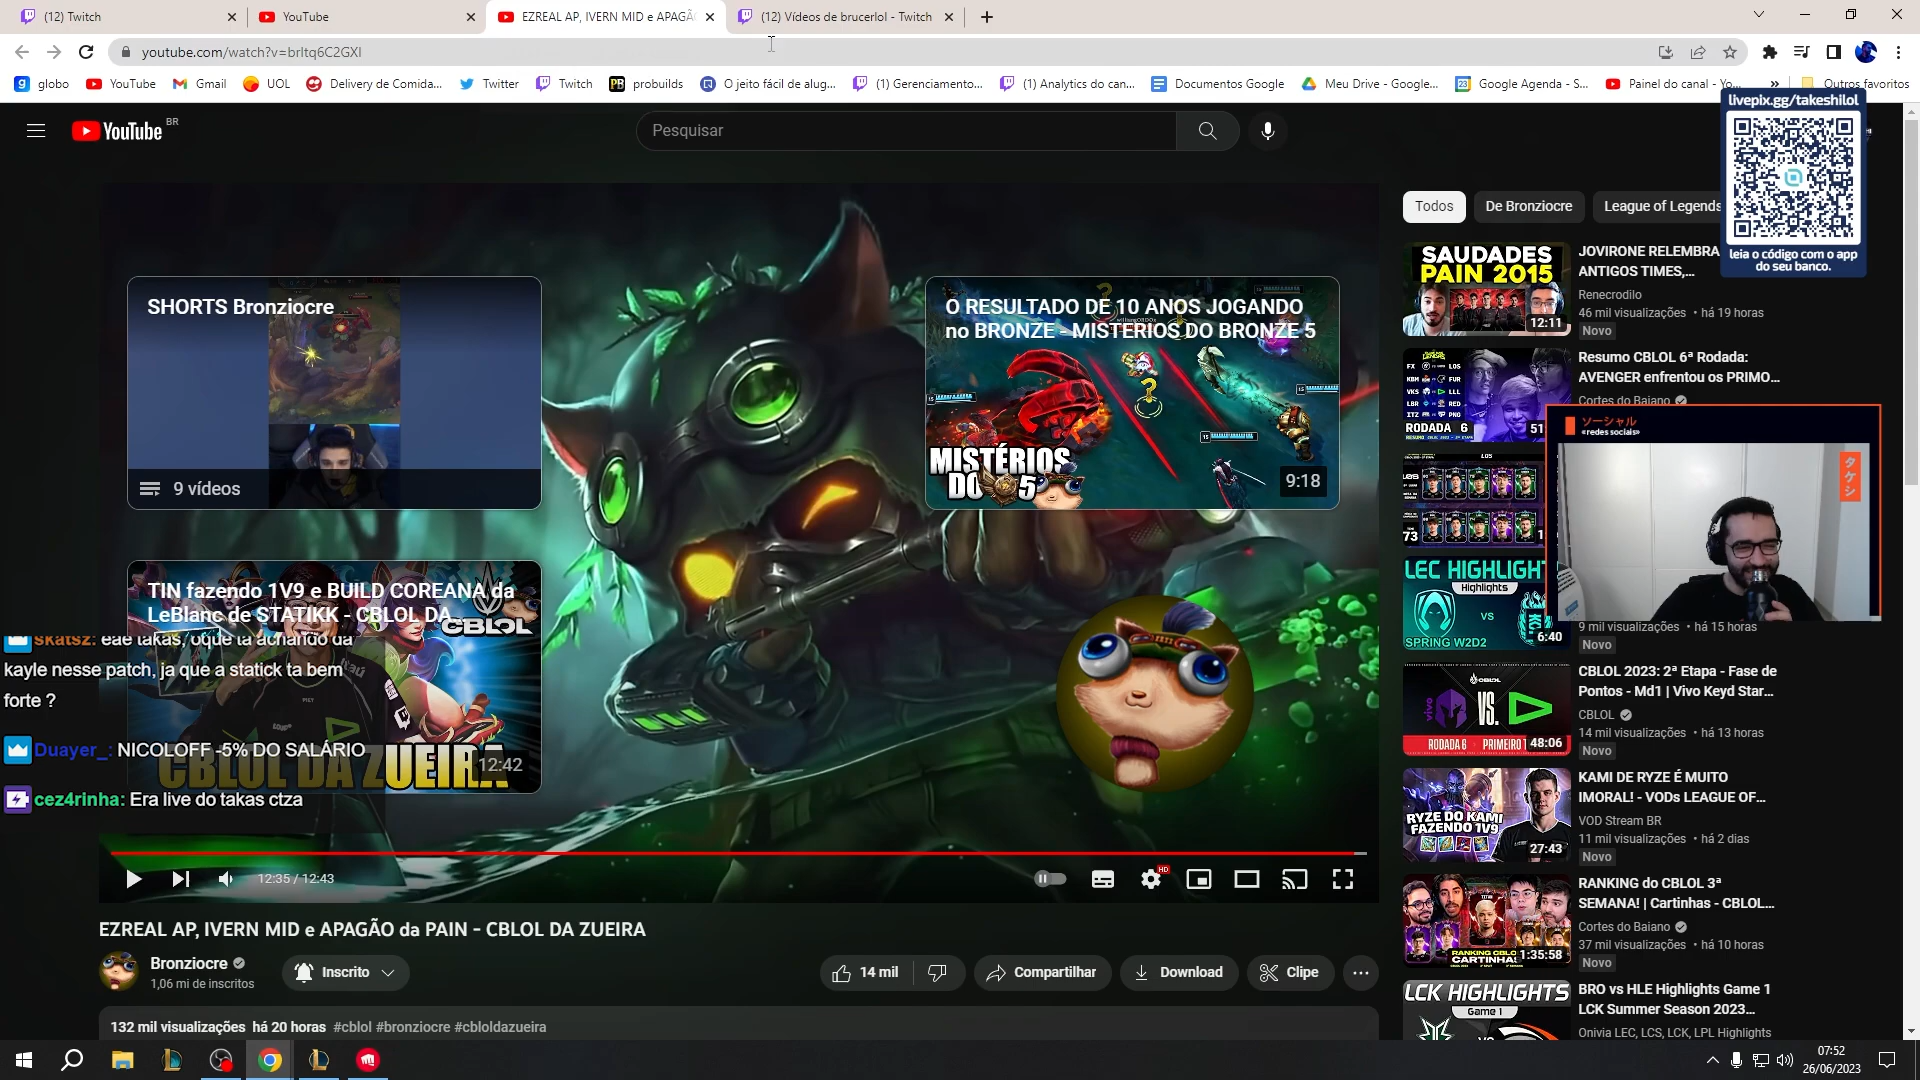 (12) Twitch
YouTube
EZREAL AP, IVERN MID e APAGÃ
(12) Vídeos de brucerlol - Twitch
youtube.com/watch?v=brltq6C2GXI
globo
YouTube
Gmail
UOL
Delivery de Comida...
Twitter
Twitch
probuilds
O jeito fácil de alug...
(1) Gerenciamento...
(1) Analytics do can...
Documentos Google
Meu Drive - Google...
Google Agenda - S...
Painel do canal - Yo...
»
Outros favoritos
YouTube BR
Pesquisar
livepix.gg/takeshilol
leia o código com o app
do seu banco.
Todos
De Bronziocre
League of Legends
SHORTS Bronziocre
9 vídeos
O RESULTADO DE 10 ANOS JOGANDO
no BRONZE - MISTÉRIOS DO BRONZE 5
MISTÉRIOS
DO 5
9:18
TIN fazendo 1V9 e BUILD COREANA da
LeBlanc de STATIKK - CBLOL DA
CBLOL
CBLOL DA ZUEIRA
12:42
skatsz: eae takas, oque ta achando da
kayle nesse patch, ja que a statick ta bem
forte ?
Duayer_: NICOLOFF -5% DO SALÁRIO
cez4rinha: Era live do takas ctza
12:35 / 12:43
HD
EZREAL AP, IVERN MID e APAGÃO da PAIN - CBLOL DA ZUEIRA
Bronziocre
1,06 mi de inscritos
Inscrito
14 mil
Compartilhar
Download
Clipe
132 mil visualizações há 20 horas #cblol #bronziocre #cbloldazueira
SAUDADES
PAIN 2015
12:11
JOVIRONE RELEMBRA
ANTIGOS TIMES,...
Renecrodilo
46 mil visualizações • há 19 horas
Novo
RODADA 6
51
Resumo CBLOL 6ª Rodada:
AVENGER enfrentou os PRIMO...
Cortes do Baiano
ソーシャル
«redes sociais»
タケシ
LEC HIGHLIGHT
Highlights
VS
SPRING W2D2
6:40
9 mil visualizações • há 15 horas
Novo
CBLOL
VS.
RODADA 6
48:06
CBLOL 2023: 2ª Etapa - Fase de
Pontos - Md1 | Vivo Keyd Star...
CBLOL
14 mil visualizações • há 13 horas
Novo
RYZE DO KAMI
FAZENDO 1V9
27:43
KAMI DE RYZE É MUITO
IMORAL! - VODs LEAGUE OF...
VOD Stream BR
11 mil visualizações • há 2 dias
Novo
RANKING CBLOL
CARTINHA
1:35:58
RANKING do CBLOL 3ª
SEMANA! | Cartinhas - CBLOL...
Cortes do Baiano
37 mil visualizações • há 10 horas
Novo
LCK HIGHLIGHTS
Game 1
BRO vs HLE Highlights Game 1
LCK Summer Season 2023...
Onivia LEC, LCS, LCK, LPL Highlights
07:52
26/06/2023